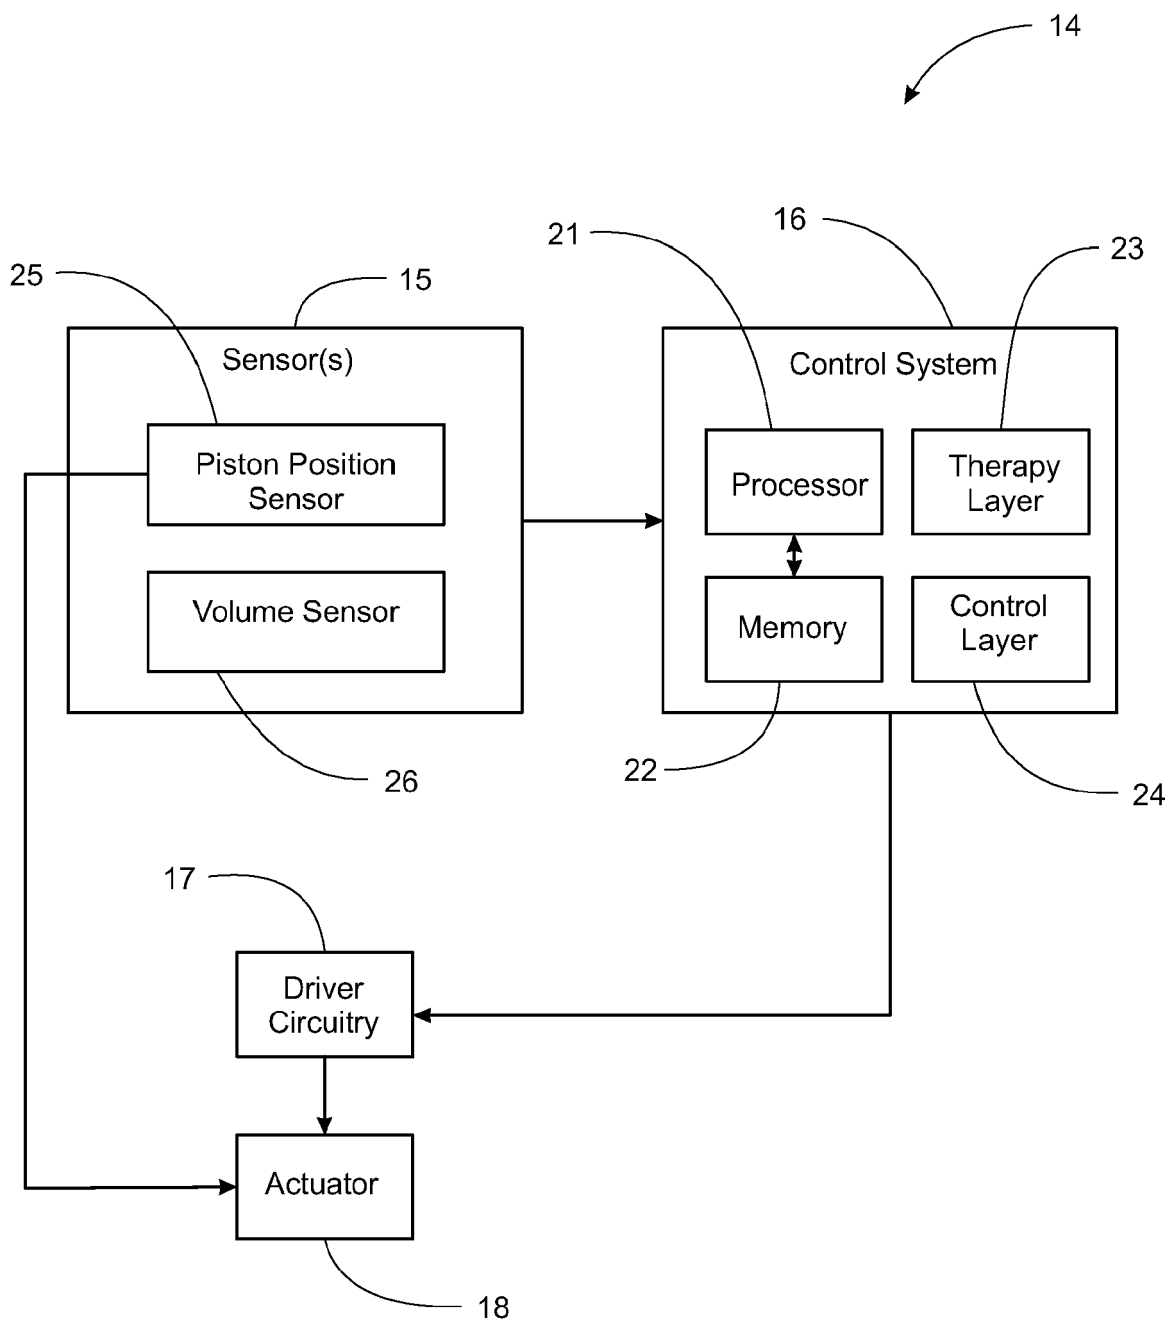 14
16
21
23
25
15
Sensor(s)
Control System
Piston Position
Sensor
Processor
Therapy
Layer
Volume Sensor
Memory
Control
Layer
26
22
24
17
Driver
Circuitry
Actuator
18